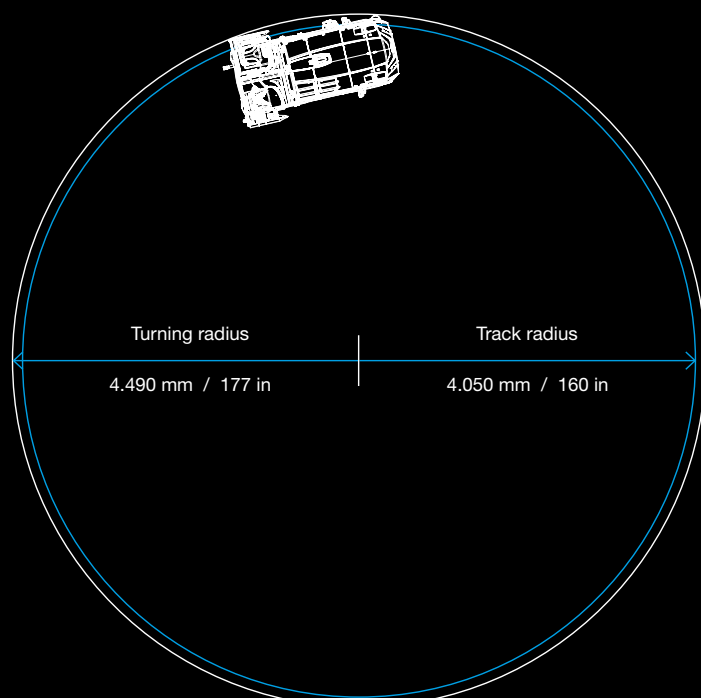 Turning radius
Track radius
4.490 mm / 177 in
4.050 mm / 160 in